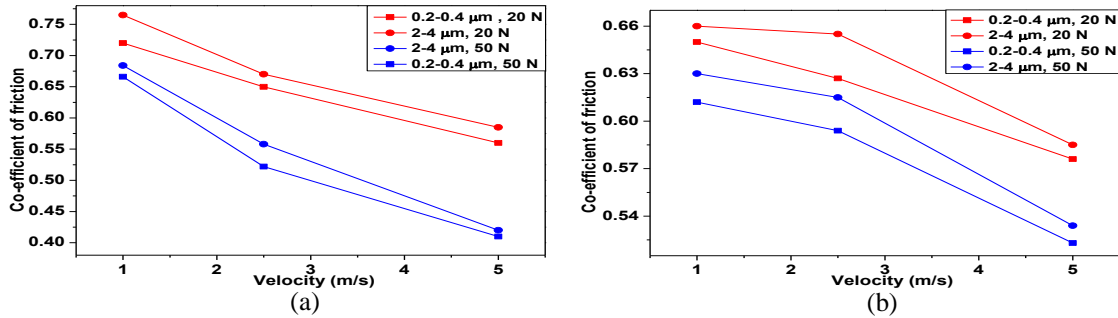 0.2-0.4 µm , 20 N
2-4 µm, 20 N
2-4 µm, 50 N
0.2-0.4 µm, 50 N
0.75
0.70
0.65
0.60
0.55
0.50
0.45
0.40
Co-efficient of friction
1 2 3 4 5
Velocity (m/s)
(a)
0.2-0.4 µm, 20 N
2-4 µm, 20 N
0.2-0.4 µm, 50 N
2-4 µm, 50 N
0.66
0.63
0.60
0.57
0.54
Co-efficient of friction
1 2 3 4 5
Velocity (m/s)
(b)